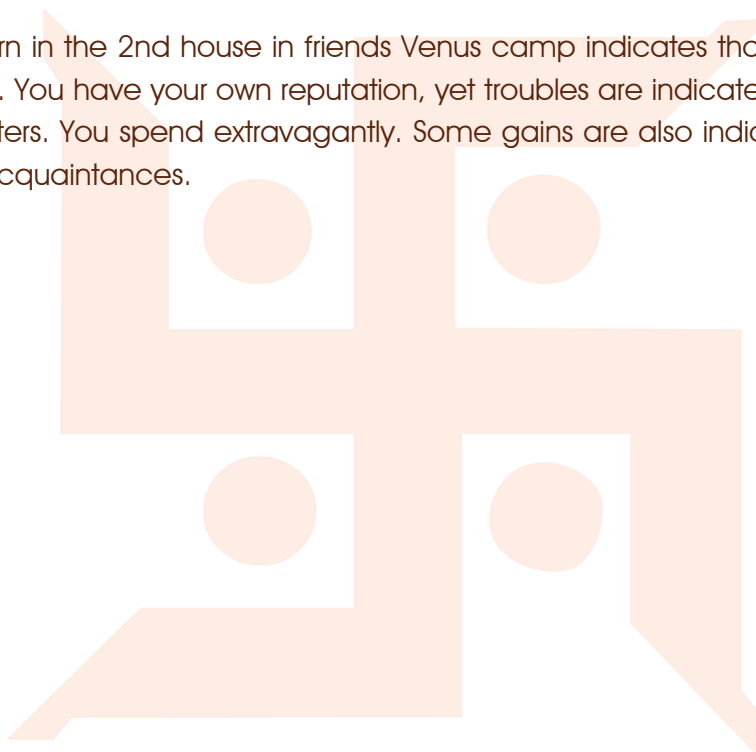 rn in the 2nd house in friends Venus camp indicates tha
. You have your own reputation, yet troubles are indicate
ters. You spend extravagantly. Some gains are also indic
cquaintances.